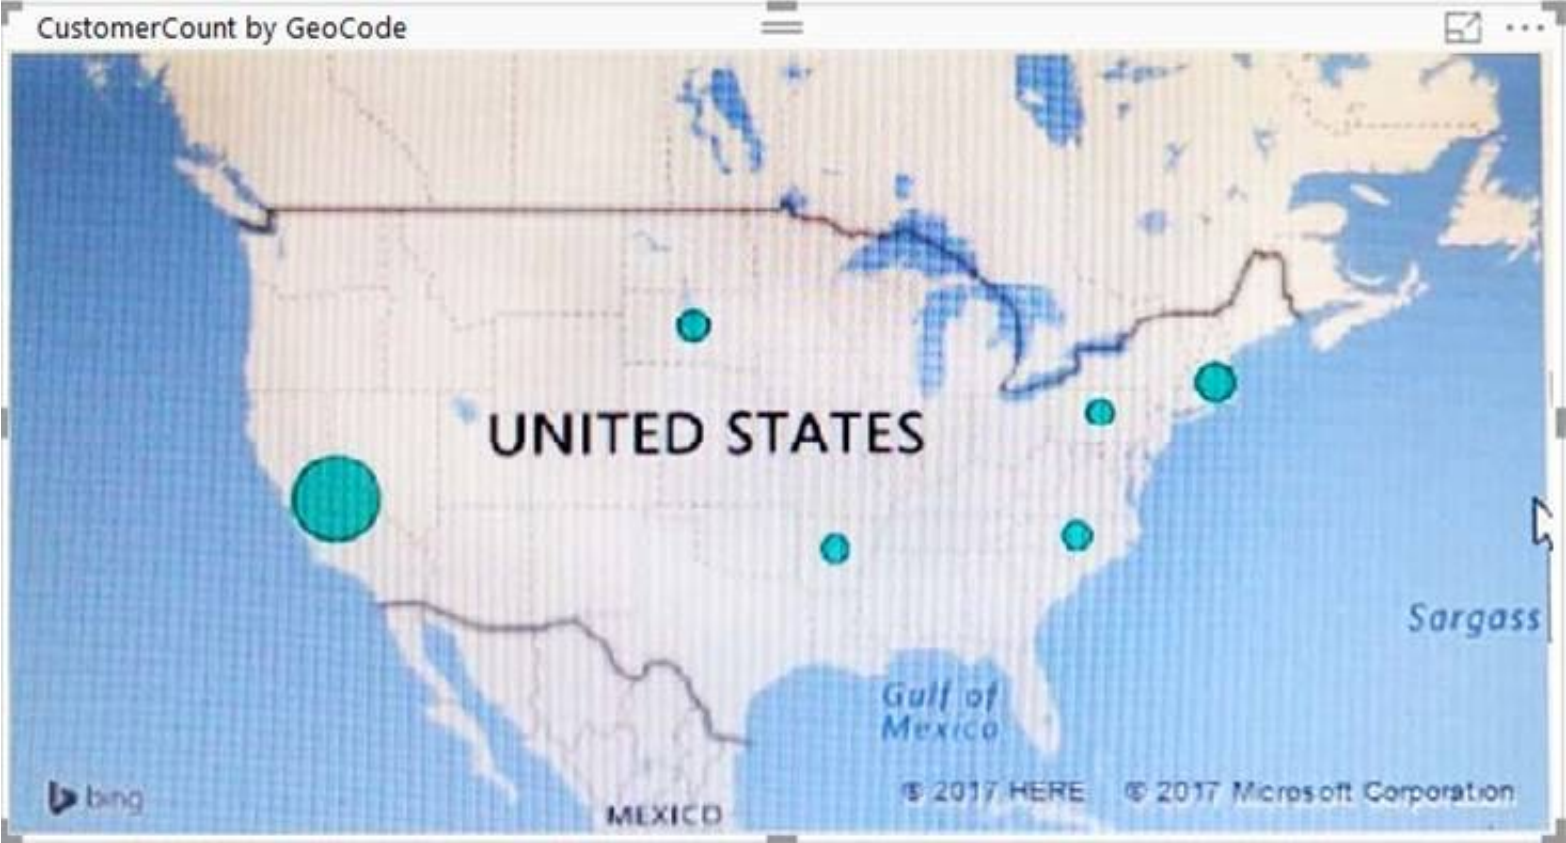 CustomerCount by GeoCode
UNITED STATES
Sargass
Gulf of
Mexico
bing
© 2017 HERE © 2017 Microsoft Corporation
MEXICO